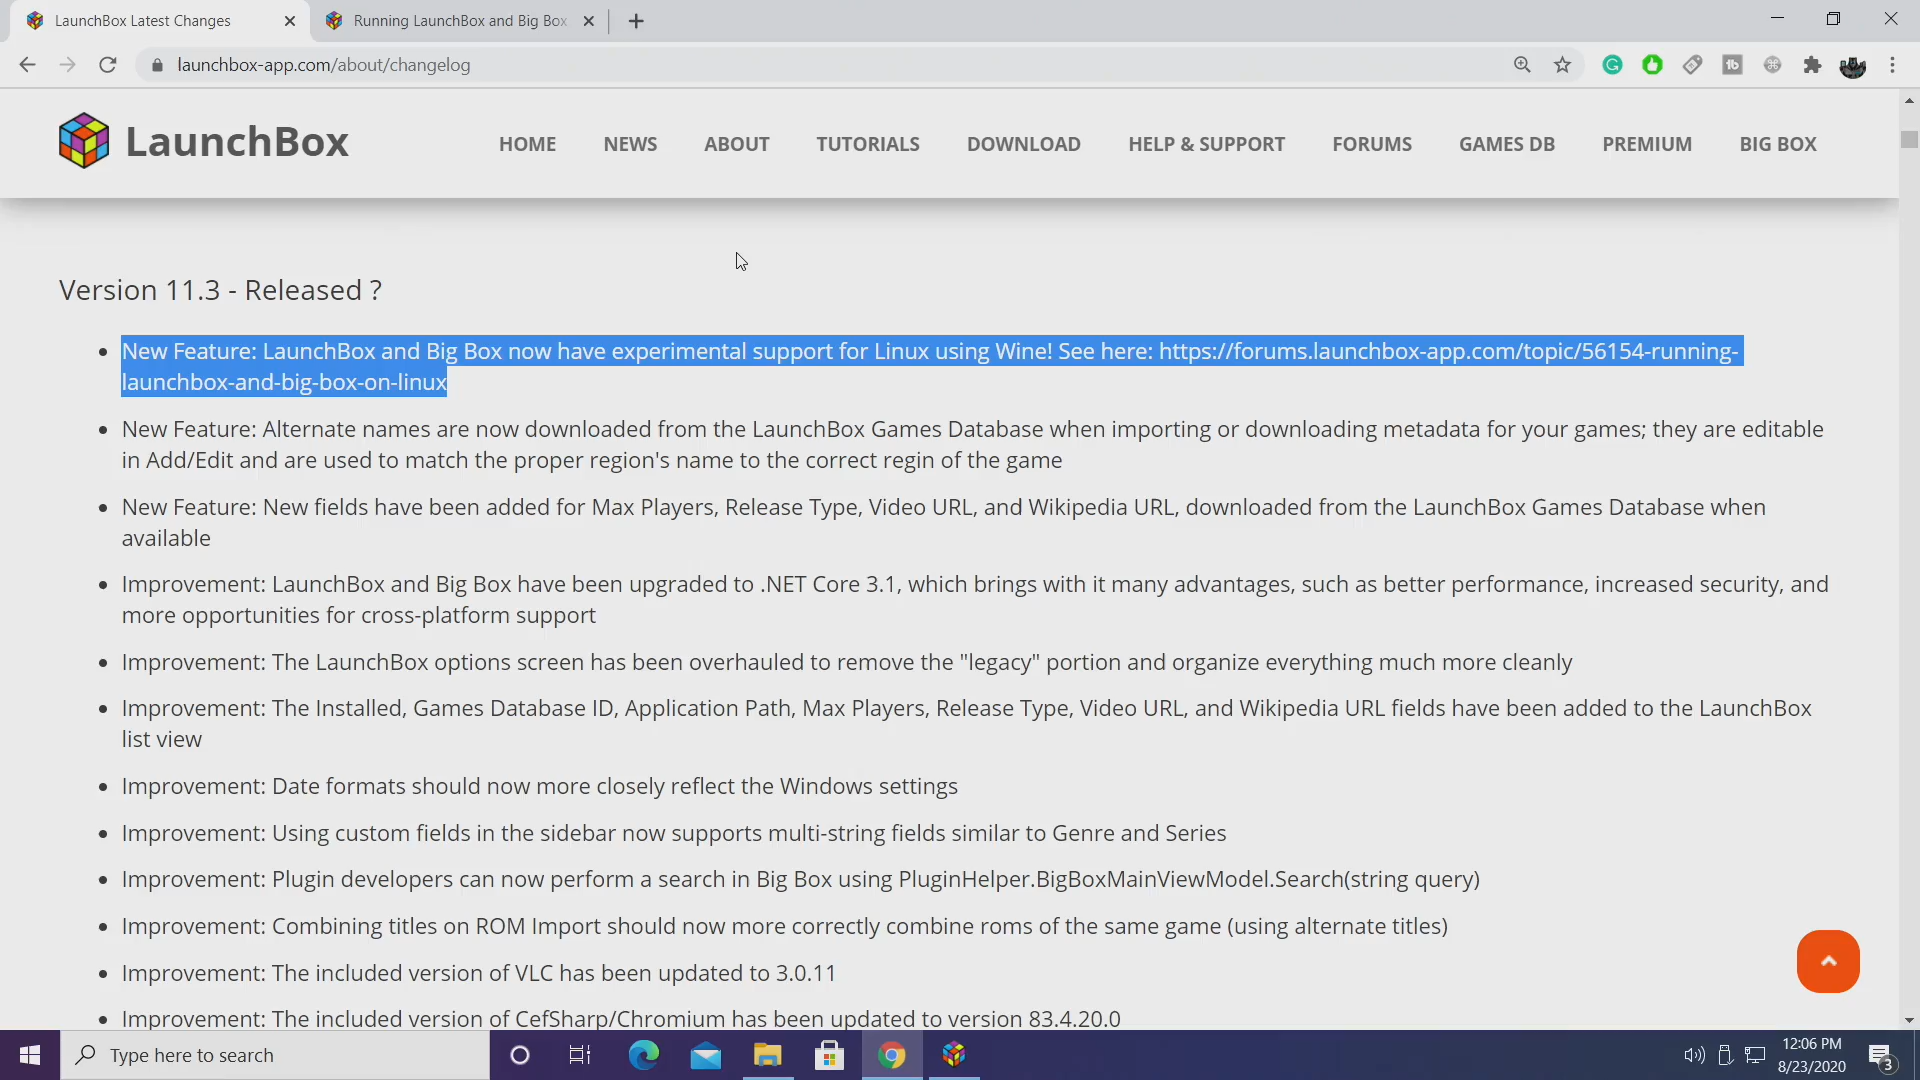 LaunchBox Latest Changes
Running LaunchBox and Big Box
launchbox-app.com/about/changelog
LaunchBox
HOME NEWS ABOUT TUTORIALS DOWNLOAD HELP & SUPPORT FORUMS GAMES DB PREMIUM BIG BOX
Version 11.3 - Released ?
New Feature: LaunchBox and Big Box now have experimental support for Linux using Wine! See here: https://forums.launchbox-app.com/topic/56154-running-
launchbox-and-big-box-on-linux
New Feature: Alternate names are now downloaded from the LaunchBox Games Database when importing or downloading metadata for your games; they are editable
in Add/Edit and are used to match the proper region's name to the correct regin of the game
New Feature: New fields have been added for Max Players, Release Type, Video URL, and Wikipedia URL, downloaded from the LaunchBox Games Database when
available
Improvement: LaunchBox and Big Box have been upgraded to .NET Core 3.1, which brings with it many advantages, such as better performance, increased security, and
more opportunities for cross-platform support
Improvement: The LaunchBox options screen has been overhauled to remove the "legacy" portion and organize everything much more cleanly
Improvement: The Installed, Games Database ID, Application Path, Max Players, Release Type, Video URL, and Wikipedia URL fields have been added to the LaunchBox
list view
Improvement: Date formats should now more closely reflect the Windows settings
Improvement: Using custom fields in the sidebar now supports multi-string fields similar to Genre and Series
Improvement: Plugin developers can now perform a search in Big Box using PluginHelper.BigBoxMainViewModel.Search(string query)
Improvement: Combining titles on ROM Import should now more correctly combine roms of the same game (using alternate titles)
Improvement: The included version of VLC has been updated to 3.0.11
Improvement: The included version of CefSharp/Chromium has been updated to version 83.4.20.0
Type here to search
12:06 PM
8/23/2020
3